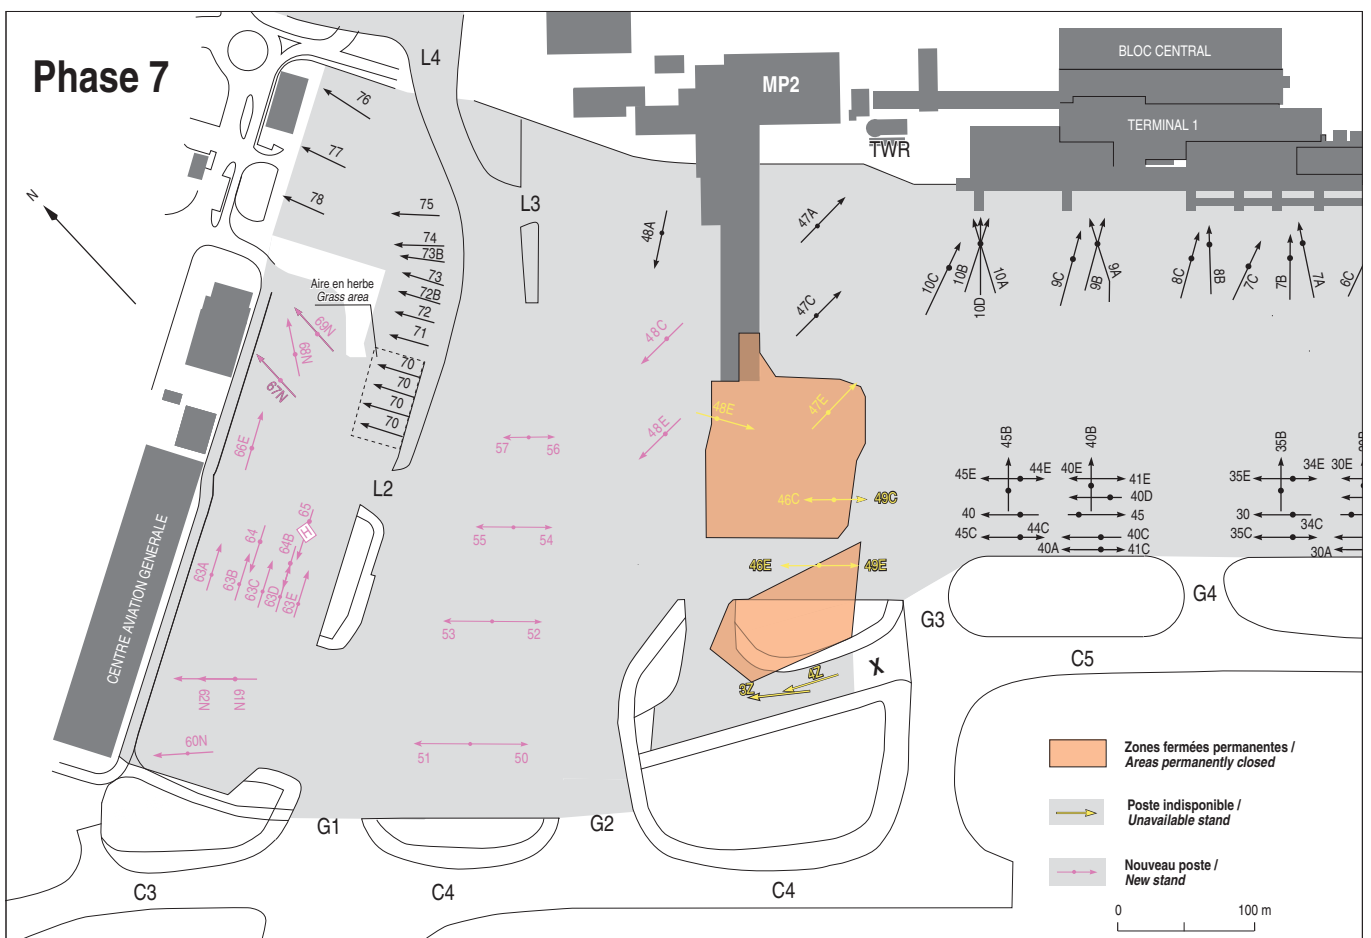 Phase 7
L4
BLOC CENTRAL
MP2
TERMINAL 1
TWR
76
77
78
75
74
73B
73
72B
72
71
70
70
70
70
N
L3
48A
47A
47C
10C
10B
10A
10D
9C
9B
9A
8C
8B
7C
7B
7A
6C
Aire en herbe
Grass area
N69
68N
N67
66E
48C
48E
48E
47E
57
56
46C
49C
45B
40B
35B
45E
44E
40E
41E
40D
40
45
45C
44C
40C
40A
41C
35E
34E
30E
30
34C
35C
30A
L2
65
H
64
64B
63A
63B
63C
63D
63E
55
54
46E
49E
CENTRE AVIATION GENERALE
53
52
G3
G4
C5
X
4Z
3Z
62N
61N
60N
51
50
G1
G2
C3
C4
C4
Zones fermées permanentes /
Areas permanently closed
Poste indisponible /
Unavailable stand
Nouveau poste /
New stand
0
100 m